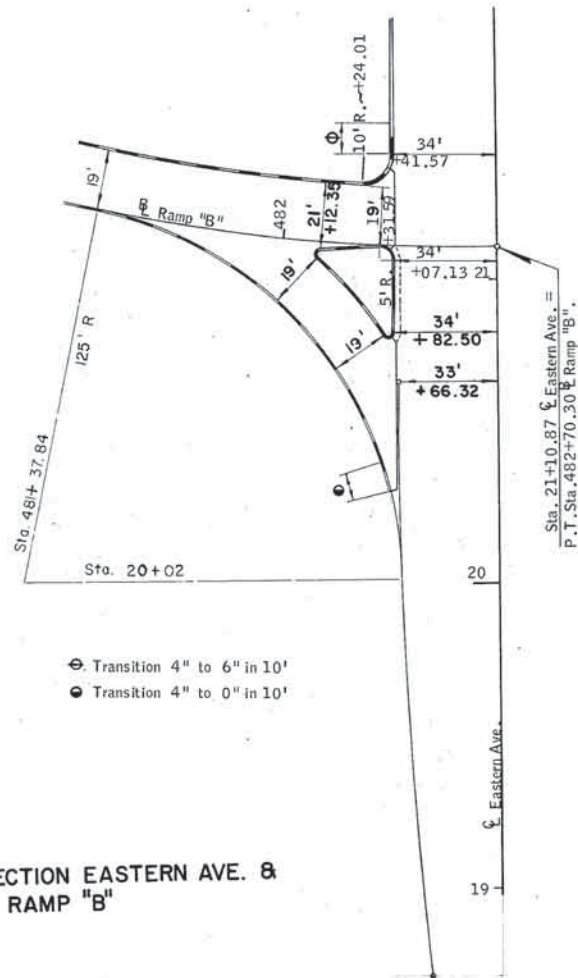 10' R.~+24.01
34'
+41.57
19'
℄ Ramp "B"
482
21'
+12.35
19'
+31.59
34'
+07.13 21
5' R.
19'
34'
+ 82.50
19'
33'
+ 66.32
125' R
Sta. 481+ 37.84
Sta. 21+10.87 ℄ Eastern Ave. =
P.T. Sta. 482+70.30 ℄ Ramp "B".
Sta. 20+02
20
Transition 4" to 6" in 10'
Transition 4" to 0" in 10'
℄ Eastern Ave.
19
ECTION EASTERN AVE. &
RAMP "B"